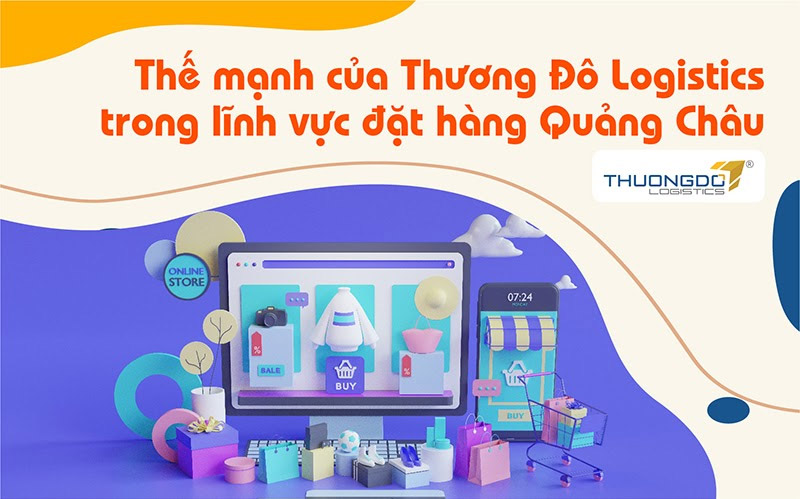 Thế mạnh của Thương Đô Logistics
trong lĩnh vực đặt hàng Quảng Châu
THUONGDO®
LOGISTICS
ONLINE
STORE
07:24
MONDAY
%
SALE
BUY
%
BUY